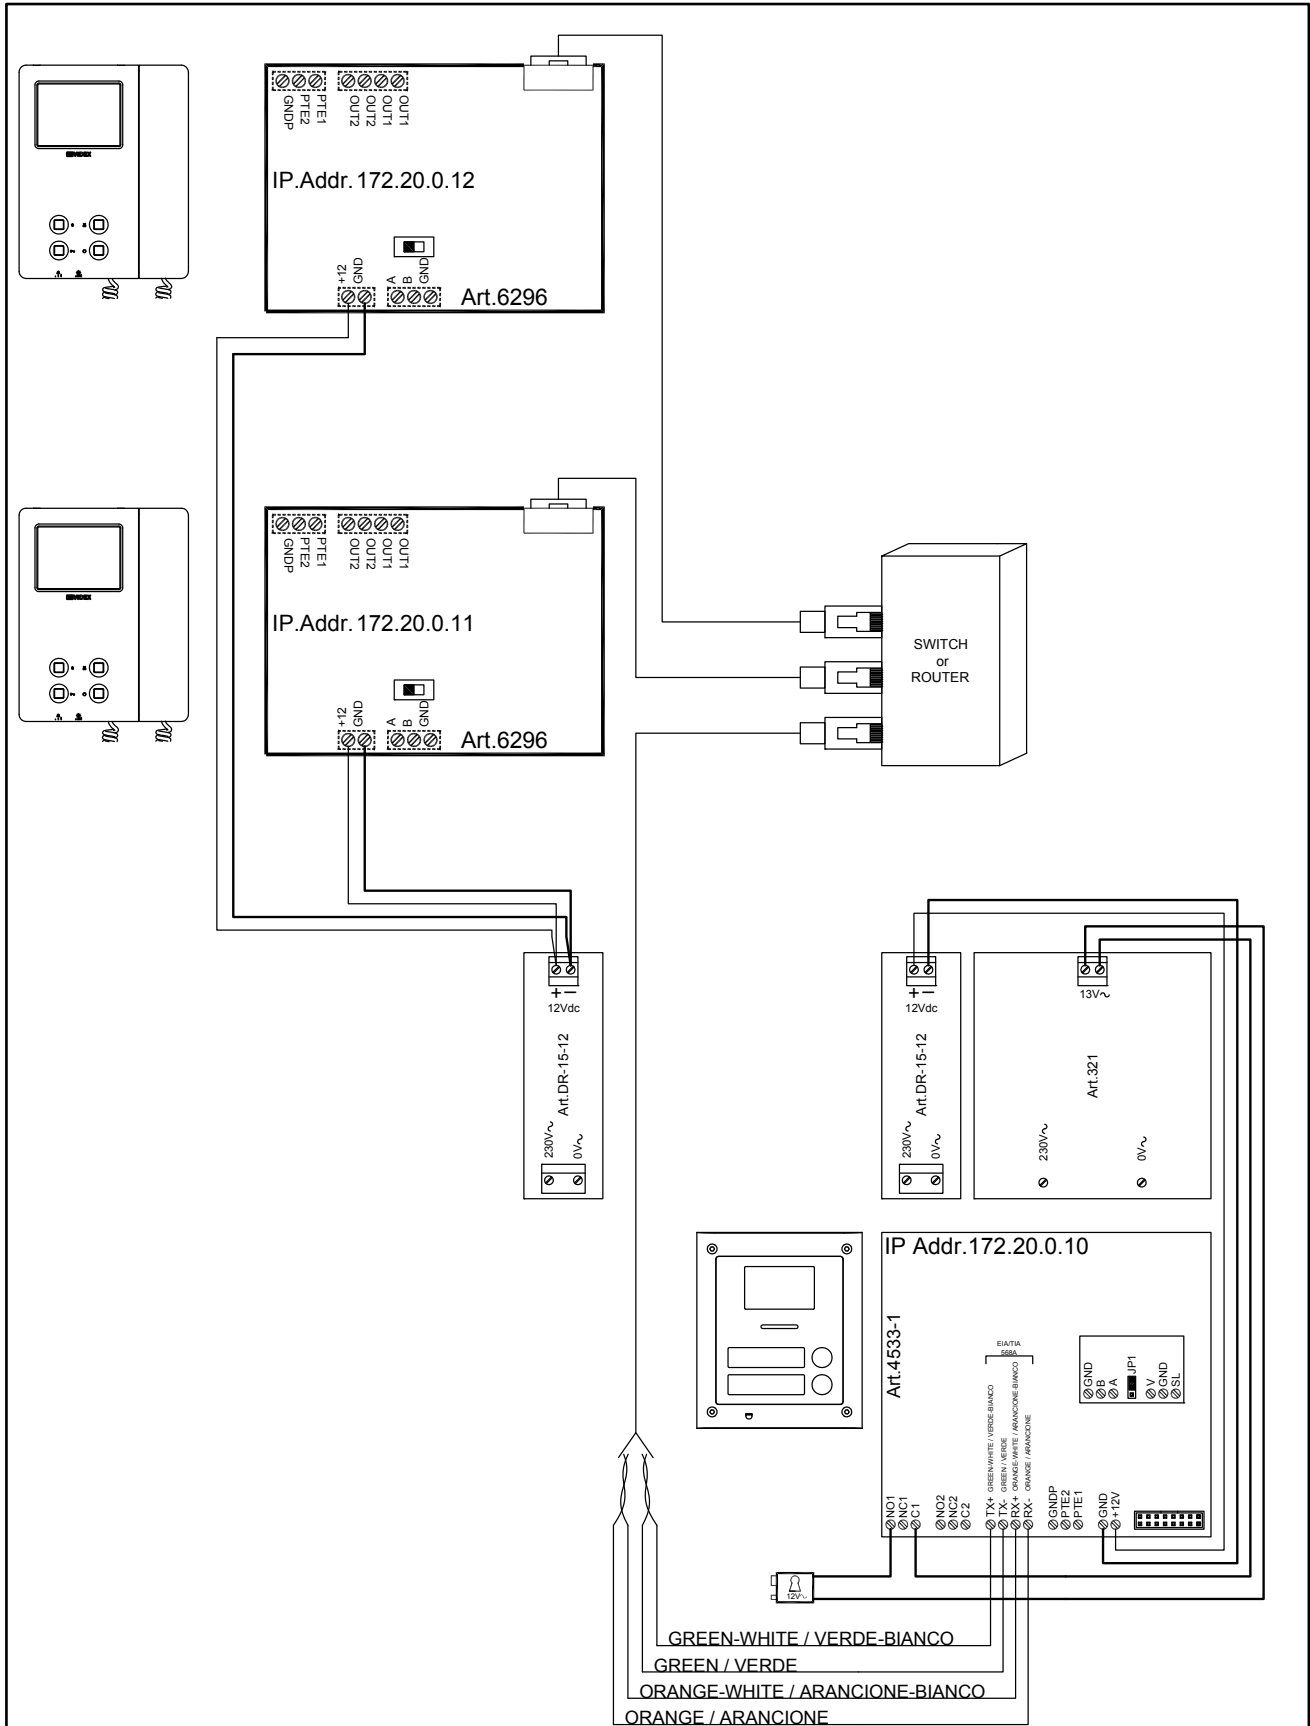 GNDP
PTE2
PTE1
OUT2
OUT2
OUT1
OUT1
VIDEX
IP.Addr. 172.20.0.12
+12
GND
A
B
GND
Art.6296
GNDP
PTE2
PTE1
OUT2
OUT2
OUT1
OUT1
VIDEX
IP.Addr. 172.20.0.11
+12
GND
A
B
GND
Art.6296
SWITCH
or
ROUTER
+ −
12Vdc
Art.DR-15-12
230V~
0V~
+ −
12Vdc
Art.DR-15-12
230V~
0V~
13V~
Art.321
230V~
0V~
IP Addr.172.20.0.10
Art.4533-1
EIA/TIA
568A
GND
B
A
JP1
V
GND
SL
NO1
NC1
C1
NO2
NC2
C2
TX+ GREEN-WHITE / VERDE-BIANCO
TX- GREEN / VERDE
RX+ ORANGE-WHITE / ARANCIONE-BIANCO
RX- ORANGE / ARANCIONE
GNDP
PTE2
PTE1
GND
+12V
12V~
GREEN-WHITE / VERDE-BIANCO
GREEN / VERDE
ORANGE-WHITE / ARANCIONE-BIANCO
ORANGE / ARANCIONE